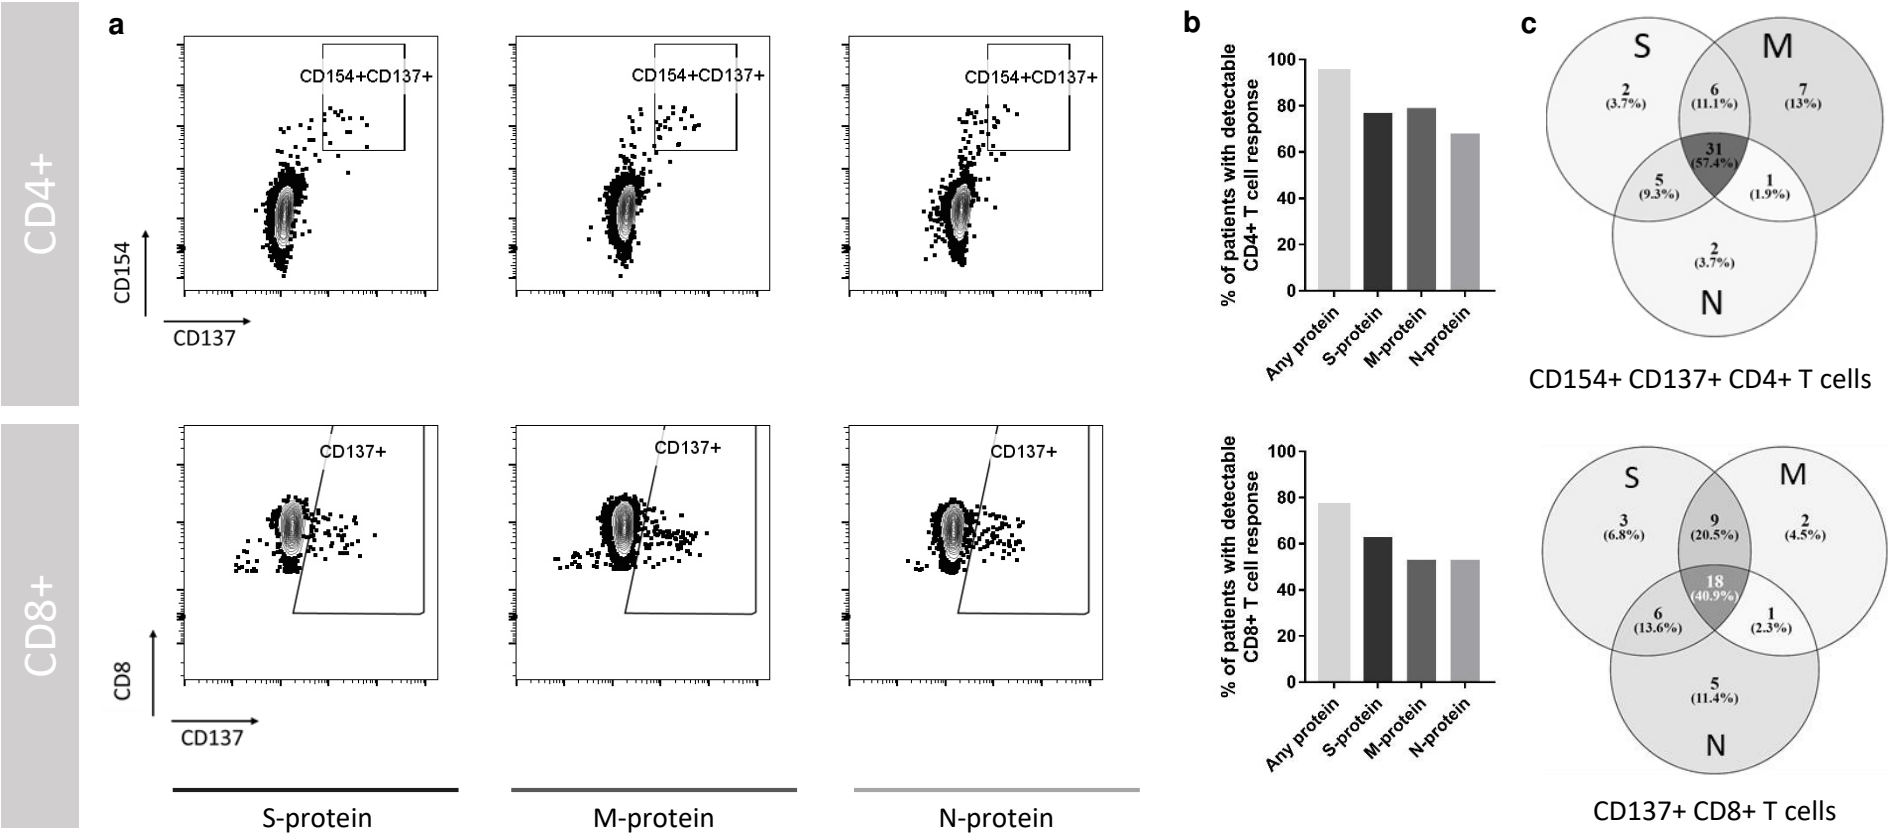 a
CD4+
CD154+CD137+
CD154+CD137+
CD154+CD137+
CD154
CD137
b
% of patients with detectable
CD4+ T cell response
100
80
60
40
20
0
Any protein
S-protein
M-protein
N-protein
c
S
M
2
(3.7%)
6
(11.1%)
7
(13%)
31
(57.4%)
5
(9.3%)
1
(1.9%)
2
(3.7%)
N
CD154+ CD137+ CD4+ T cells
CD8+
CD137+
CD137+
CD137+
CD8
CD137
S-protein
M-protein
N-protein
% of patients with detectable
CD8+ T cell response
100
80
60
40
20
0
Any protein
S-protein
M-protein
N-protein
S
M
3
(6.8%)
9
(20.5%)
2
(4.5%)
18
(40.9%)
6
(13.6%)
1
(2.3%)
5
(11.4%)
N
CD137+ CD8+ T cells